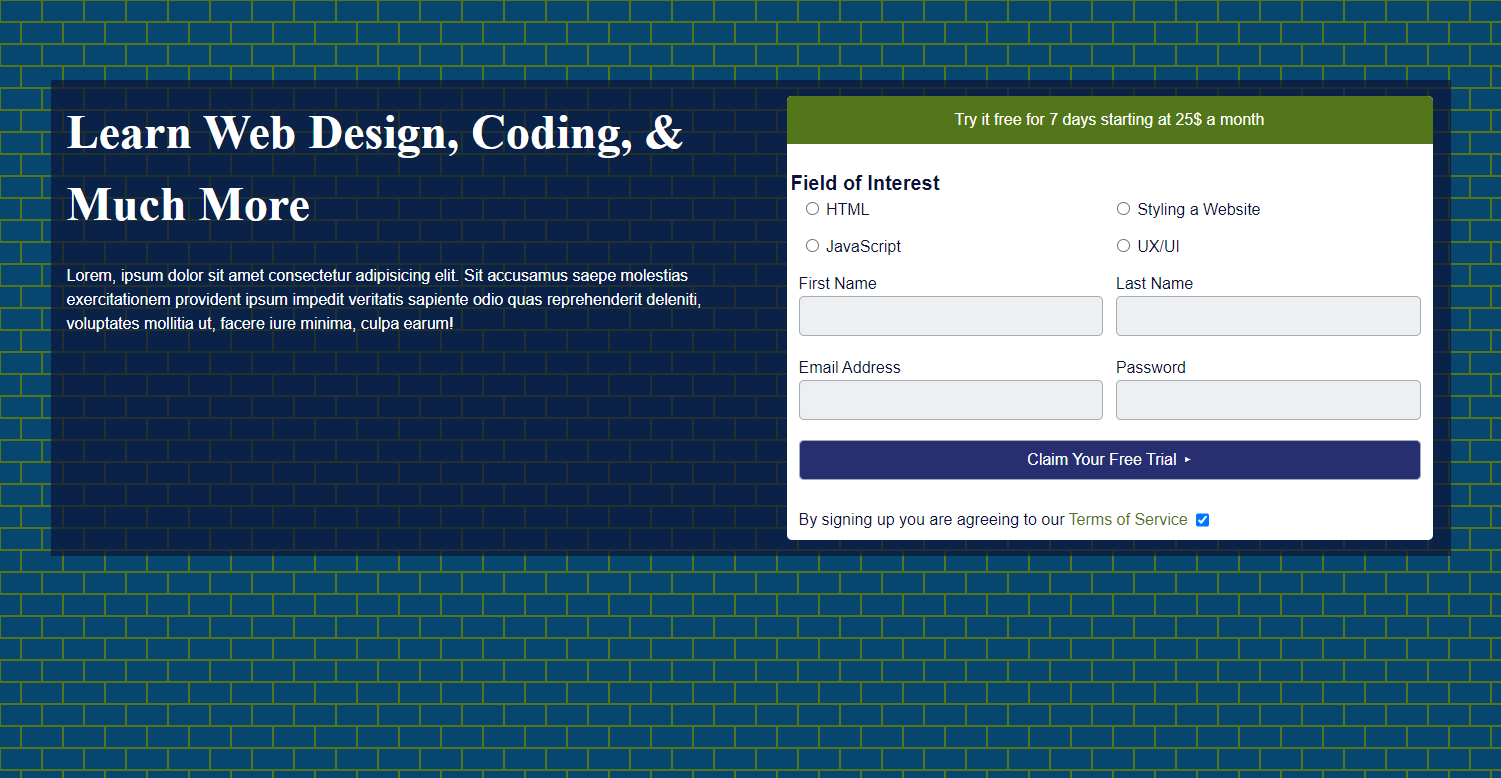 Learn Web Design, Coding, &
Much More
Lorem, ipsum dolor sit amet consectetur adipisicing elit. Sit accusamus saepe molestias
exercitationem provident ipsum impedit veritatis sapiente odio quas reprehenderit deleniti,
voluptates mollitia ut, facere iure minima, culpa earum!
Try it free for 7 days starting at 25$ a month
Field of Interest
HTML
Styling a Website
JavaScript
UX/UI
First Name
Last Name
Email Address
Password
Claim Your Free Trial ‣
By signing up you are agreeing to our Terms of Service